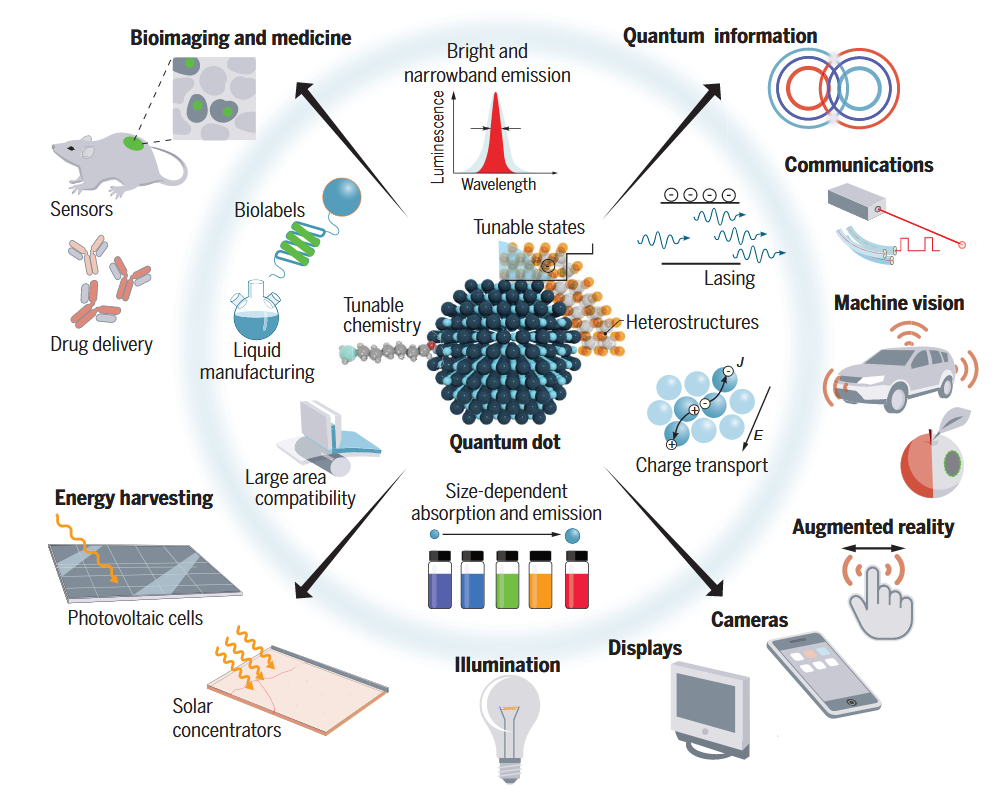 Bioimaging and medicine
Sensors
Drug delivery
Biolabels
Liquid
manufacturing
Tunable
chemistry
Large area
compatibility
Bright and
narrowband emission
Luminescence
Wavelength
Tunable states
-
Heterostructures
Quantum dot
Size-dependent
absorption and emission
Quantum information
Communications
- - - -
Lasing
Machine vision
J
-
+ -
+
E
Charge transport
Augmented reality
Cameras
Displays
Illumination
Energy harvesting
Photovoltaic cells
Solar
concentrators